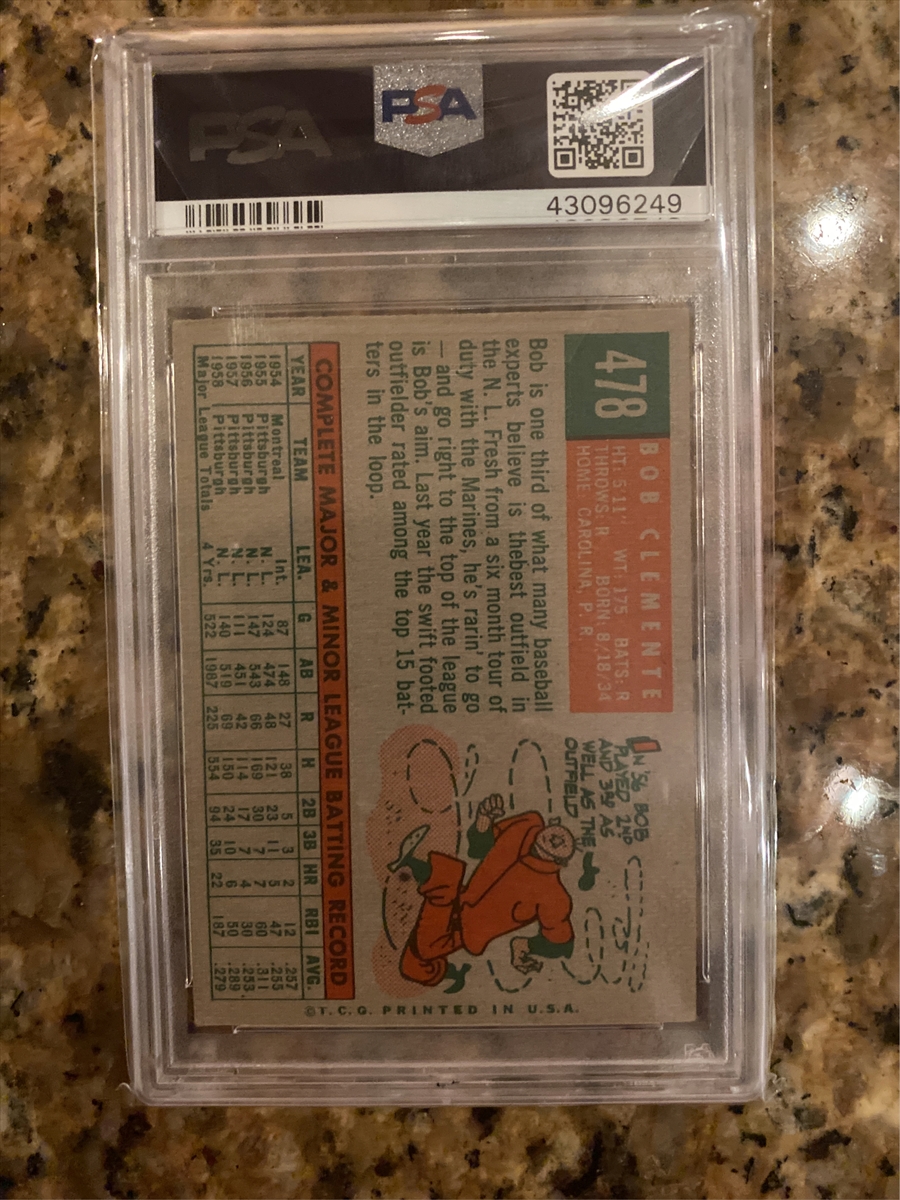 PSA
PSA
43096249
478
BOB CLEMENTE
HT: 5'11" WT: 175 BATS: R
THROWS: R BORN: 8/18/34
HOME: CAROLINA, P. R.
Bob is one third of what many baseball
experts believe is thebest outfield in
the N. L. Fresh from a six month tour of
duty with the Marines, he's rarin' to go
— and go right to the top of the league
is Bob's aim. Last year the swift footed
outfielder rated among the top 15 bat-
ters in the loop.
IN '56 BOB
PLAYED 2ND
AND 3RD AS
WELL AS THE
OUTFIELD
COMPLETE MAJOR & MINOR LEAGUE BATTING RECORD
YEAR TEAM LEA. G AB R H 2B 3B HR RBI AVG.
1954 Montreal Int. 87 148 27 38 5 3 2 12 .257
1955 Pittsburgh N. L. 124 474 48 121 23 11 5 47 .255
1956 Pittsburgh N. L. 147 543 66 169 30 7 7 60 .311
1957 Pittsburgh N. L. 111 451 42 114 17 7 4 30 .253
1958 Pittsburgh N. L. 140 519 69 150 24 10 6 50 .289
Major League Totals 4 Yrs. 522 1987 225 554 94 35 22 187 .279
©T.C.G. PRINTED IN U.S.A.